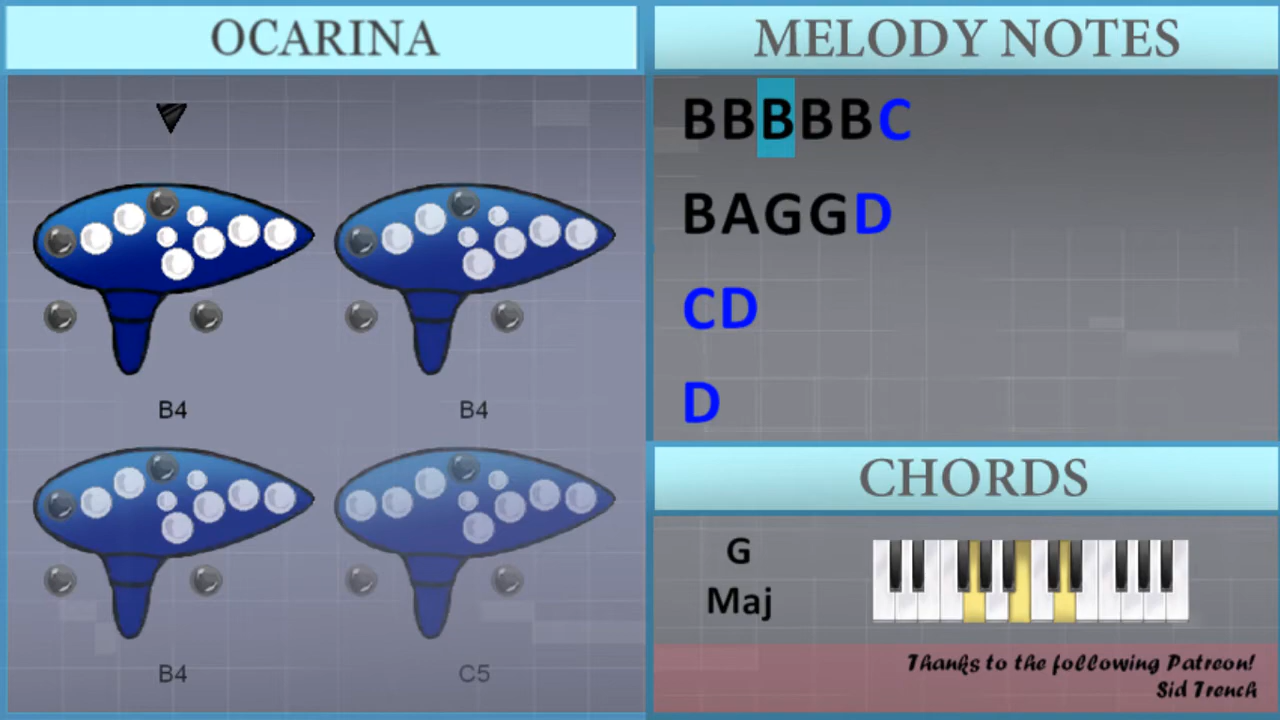 OCARINA
B4
B4
B4
C5
MELODY NOTES
BBBBBC
BAGGD
CD
D
CHORDS
G
Maj
Thanks to the following Patreon!
Sid Trench